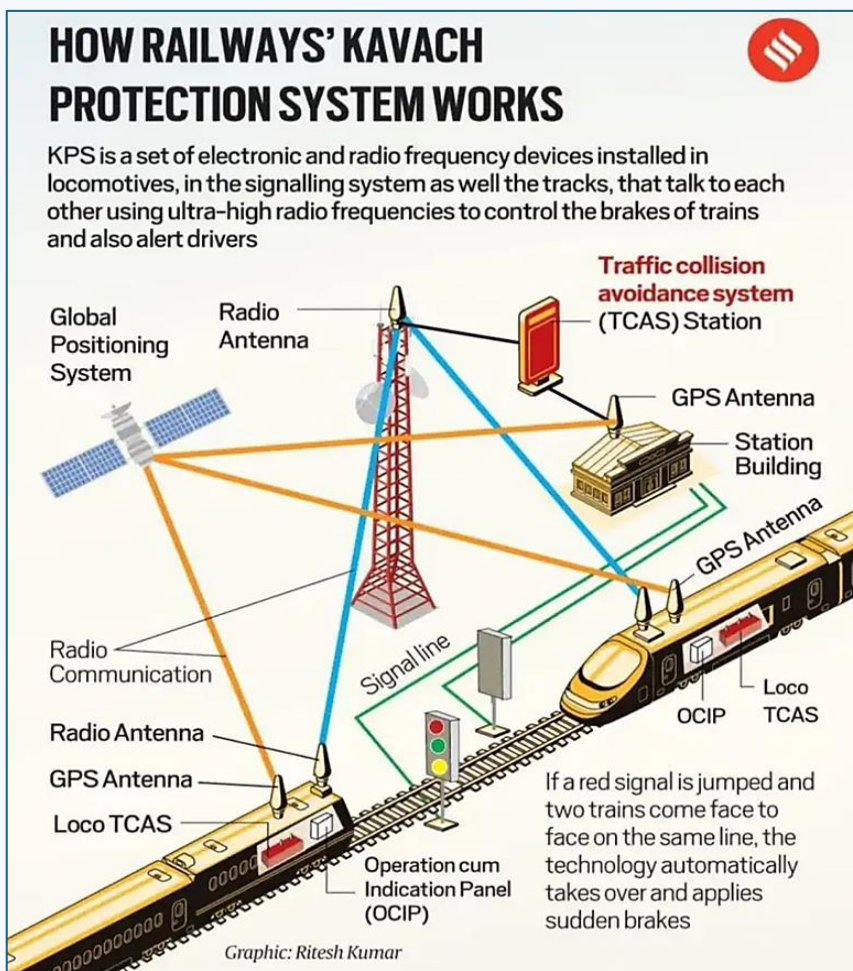 HOW RAILWAYS' KAVACH
PROTECTION SYSTEM WORKS
KPS is a set of electronic and radio frequency devices installed in
locomotives, in the signalling system as well the tracks, that talk to each
other using ultra-high radio frequencies to control the brakes of trains
and also alert drivers
Global
Positioning
System
Radio
Antenna
Traffic collision
avoidance system
(TCAS) Station
GPS Antenna
Station
Building
GPS Antenna
Radio
Communication
Signal line
OCIP
Loco
TCAS
Radio Antenna
GPS Antenna
Loco TCAS
Operation cum
Indication Panel
(OCIP)
If a red signal is jumped and
two trains come face to
face on the same line, the
technology automatically
takes over and applies
sudden brakes
Graphic: Ritesh Kumar